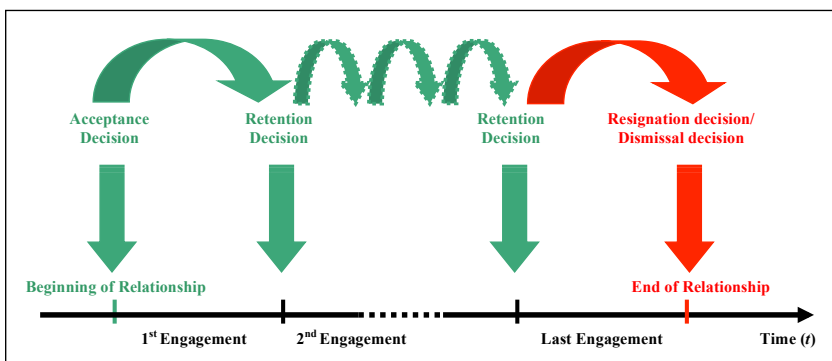 Acceptance
Decision
Retention
Decision
Retention
Decision
Resignation decision/
Dismissal decision
Beginning of Relationship
End of Relationship
1st Engagement
2nd Engagement
Last Engagement
Time (t)